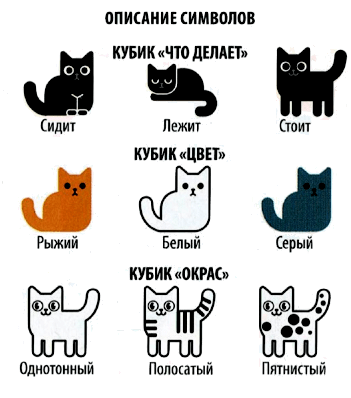 ОПИСАНИЕ СИМВОЛОВ
КУБИК «ЧТО ДЕЛАЕТ»
Сидит Лежит Стоит
КУБИК «ЦВЕТ»
Рыжий Белый Серый
КУБИК «ОКРАС»
Однотонный Полосатый Пятнистый